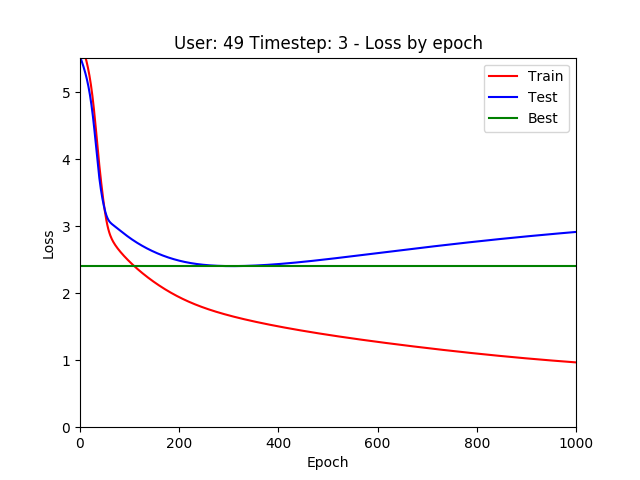 User: 49 Timestep: 3 - Loss by epoch
Train
Test
Best
5
4
3
2
1
0
Loss
0 200 400 600 800 1000
Epoch